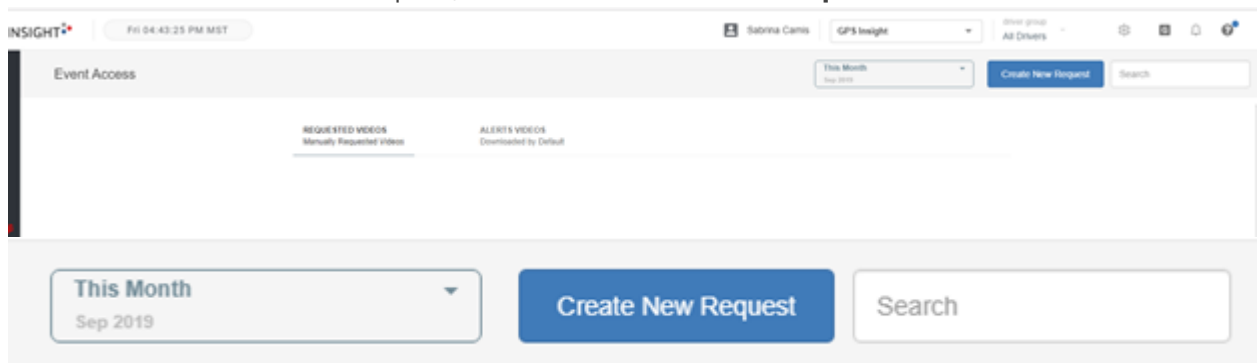 INSIGHT
Fri 04:43:25 PM MST
Sabrina Camis
GPS Insight
driver group
All Drivers
Event Access
This Month
Sep 2019
Create New Request
Search
REQUESTED VIDEOS
Manually Requested Videos
ALERTS VIDEOS
Downloaded by Default
This Month
Sep 2019
Create New Request
Search